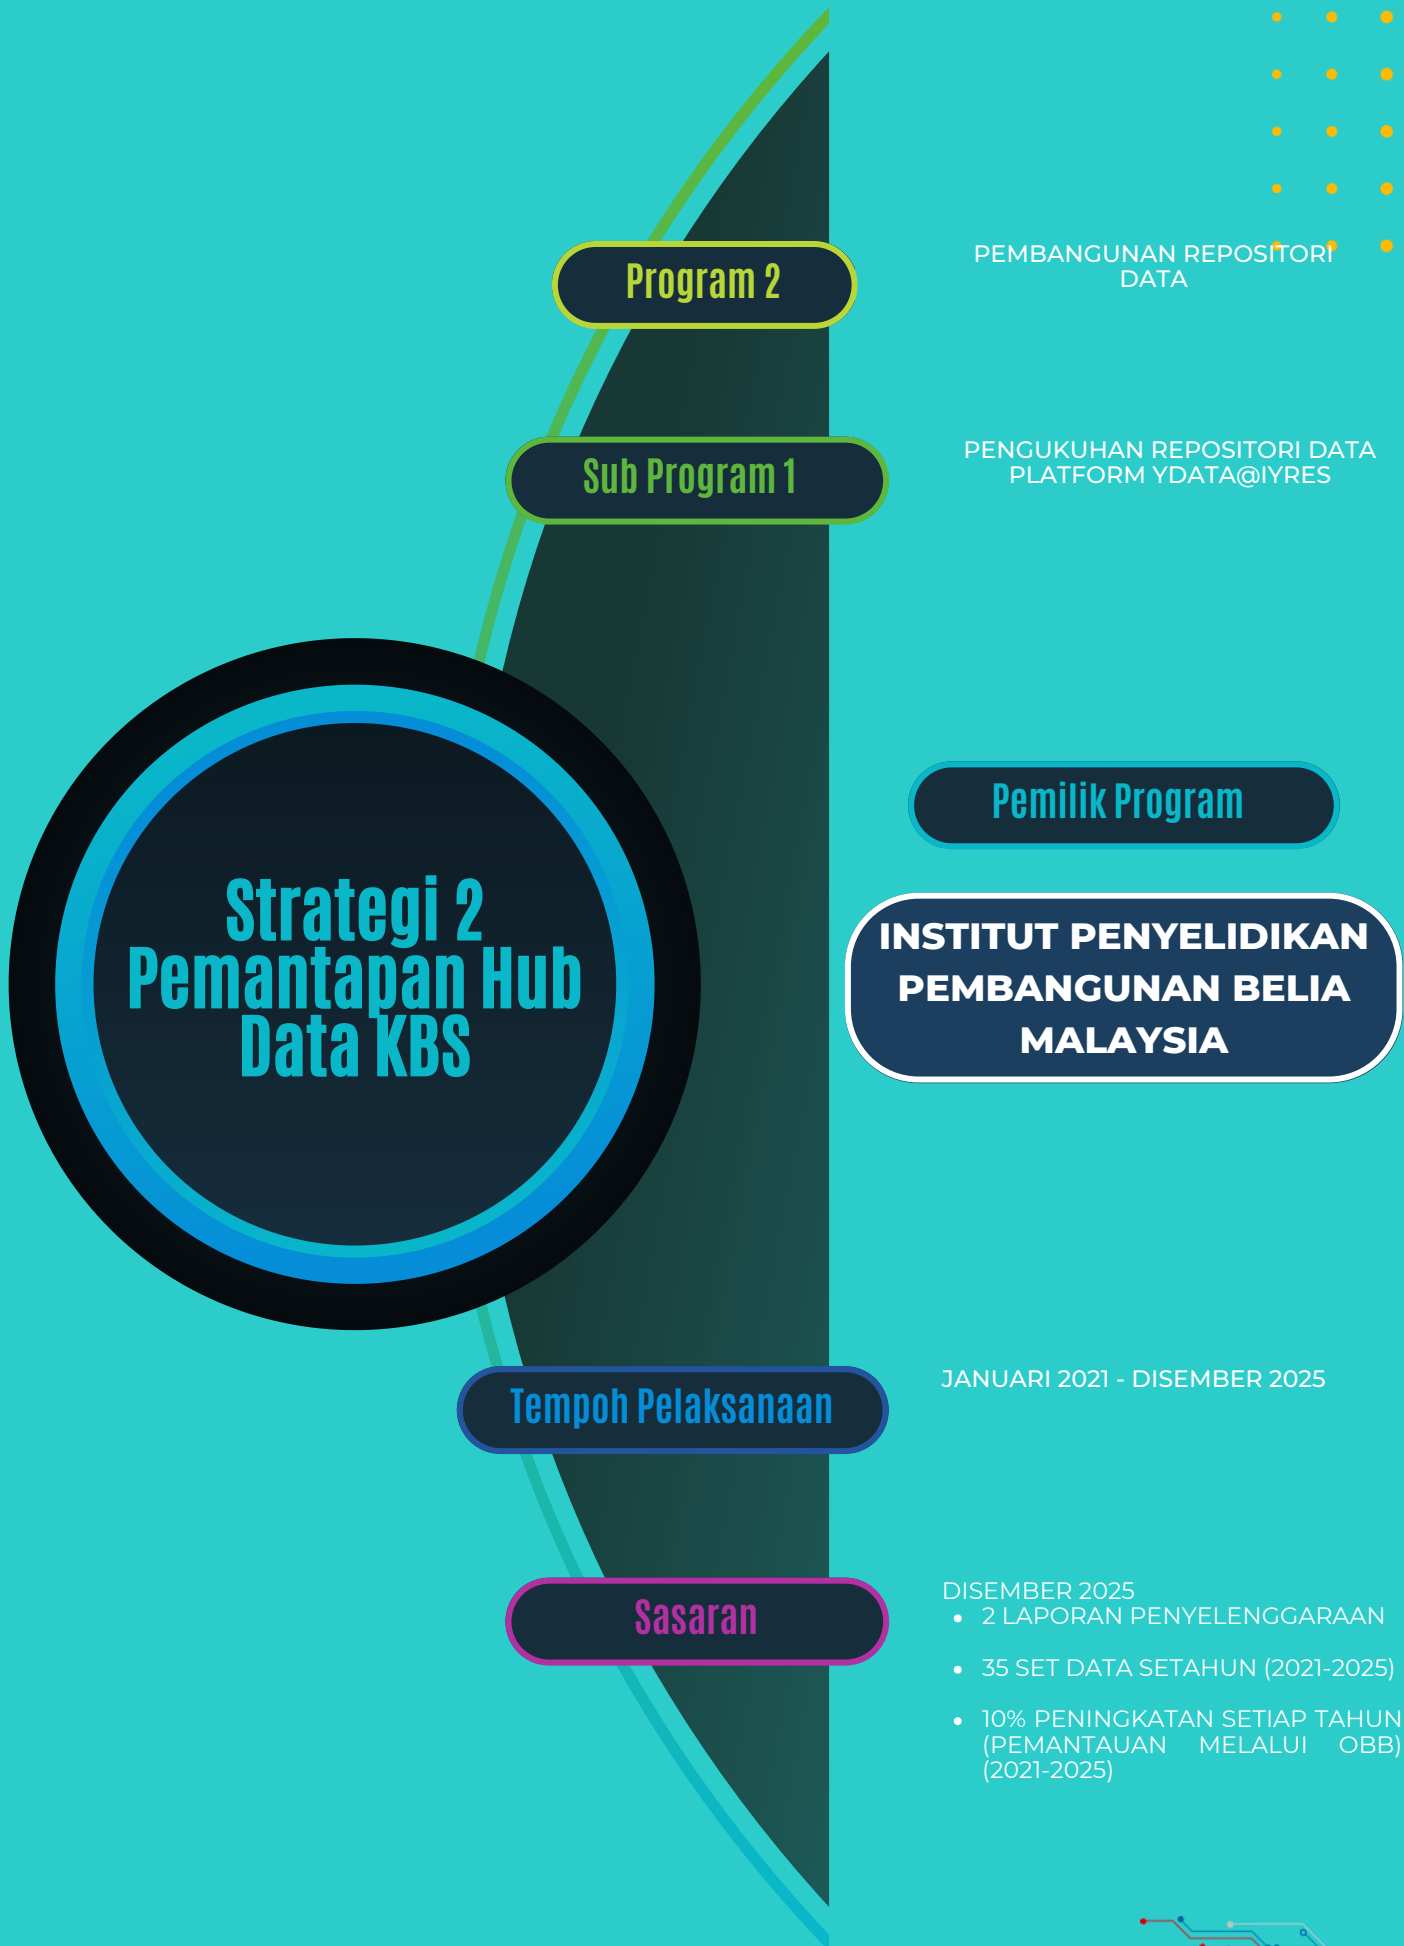 Program 2
PEMBANGUNAN REPOSITORI
DATA
Sub Program 1
PENGUKUHAN REPOSITORI DATA
PLATFORM YDATA@IYRES
Strategi 2
Pemantapan Hub
Data KBS
Pemilik Program
INSTITUT PENYELIDIKAN
PEMBANGUNAN BELIA
MALAYSIA
Tempoh Pelaksanaan
JANUARI 2021 - DISEMBER 2025
Sasaran
DISEMBER 2025
• 2 LAPORAN PENYELENGGARAAN
• 35 SET DATA SETAHUN (2021-2025)
• 10% PENINGKATAN SETIAP TAHUN
(PEMANTAUAN MELALUI OBB)
(2021-2025)